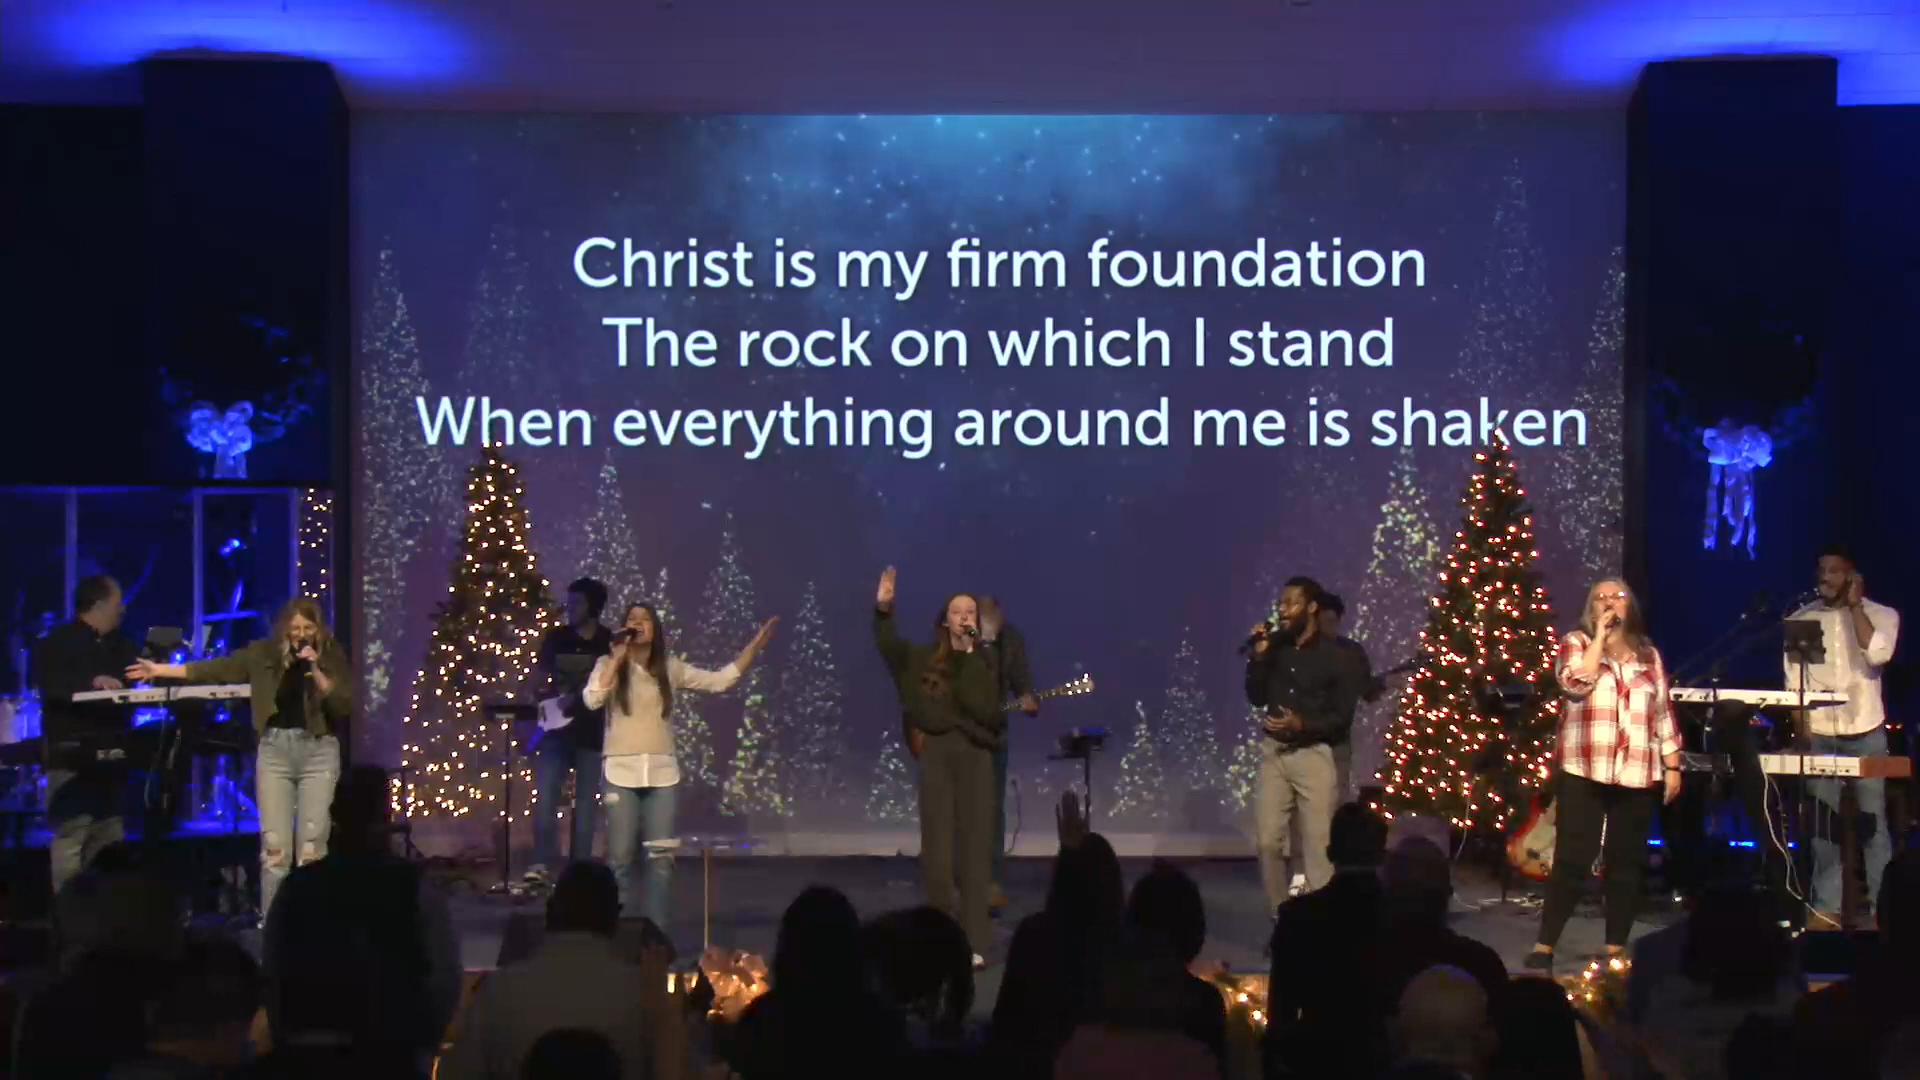 Christ is my firm foundation
The rock on which I stand
When everything around me is shaken